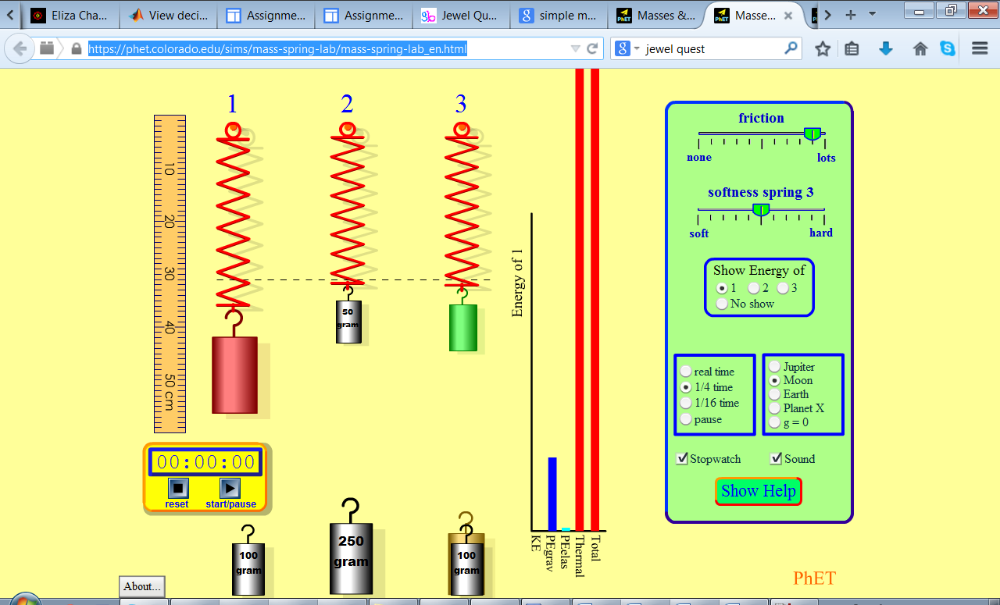 Eliza Cha...
View deci...
Assignme...
Assignme...
Jewel Qu...
simple m...
Masses &...
Masse...
https://phet.colorado.edu/sims/mass-spring-lab/mass-spring-lab_en.html
jewel quest
1
2
3
10
20
30
40
50 cm
50
gram
00:00:00
reset
start/pause
100
gram
250
gram
100
gram
About...
Energy of 1
KE
PEgrav
PEelas
Thermal
Total
friction
none
lots
softness spring 3
soft
hard
Show Energy of
1 2 3
No show
real time
1/4 time
1/16 time
pause
Jupiter
Moon
Earth
Planet X
g = 0
Stopwatch
Sound
Show Help
PhET